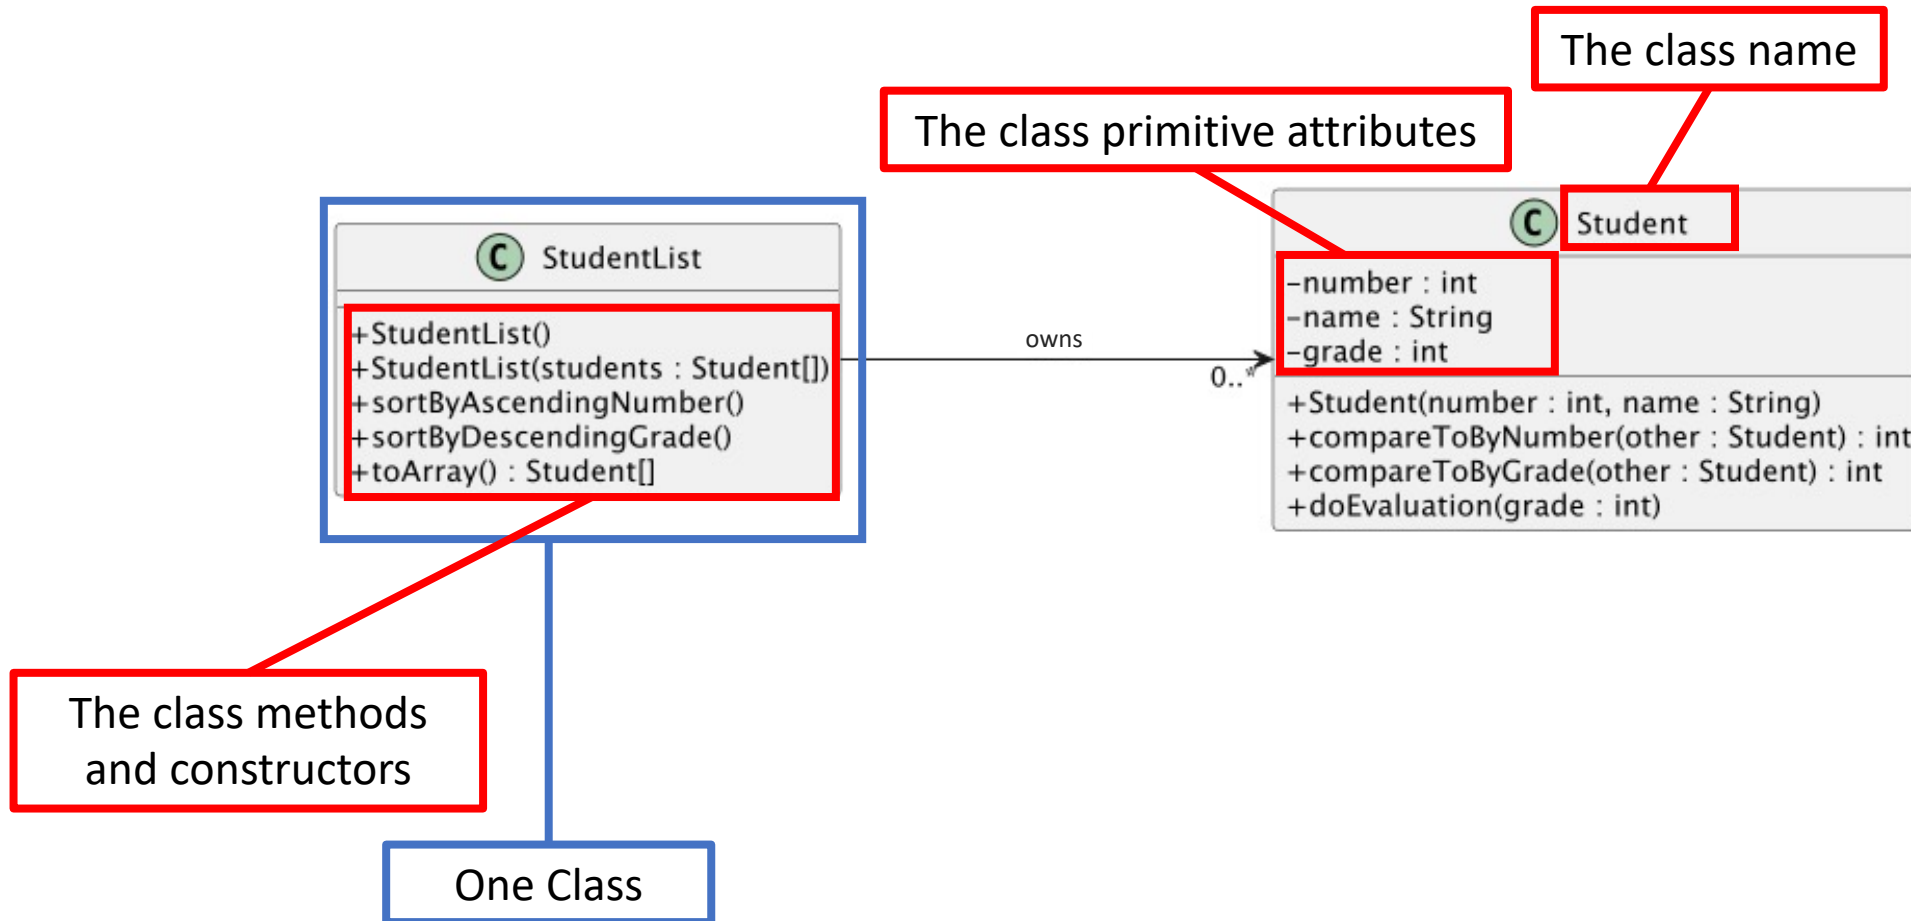 The class name
The class primitive attributes
C Student
-number : int
-name : String
-grade : int
+Student(number : int, name : String)
+compareToByNumber(other : Student) : int
+compareToByGrade(other : Student) : int
+doEvaluation(grade : int)
C StudentList
+StudentList()
+StudentList(students : Student[])
+sortByAscendingNumber()
+sortByDescendingGrade()
+toArray() : Student[]
owns
0..*
The class methods
and constructors
One Class